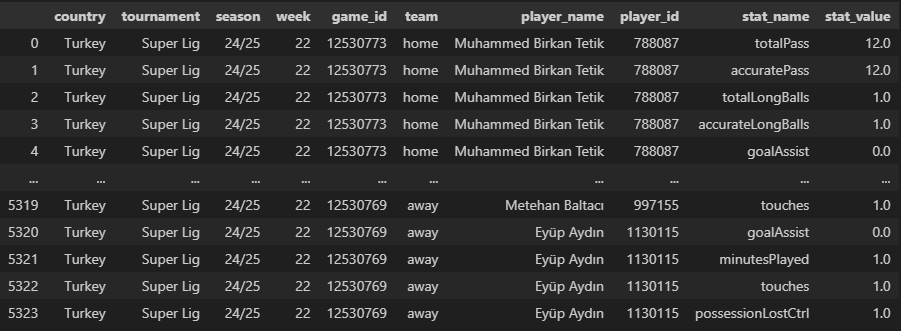 country tournament season week game_id team player_name player_id stat_name stat_value
0 Turkey Super Lig 24/25 22 12530773 home Muhammed Birkan Tetik 788087 totalPass 12.0
1 Turkey Super Lig 24/25 22 12530773 home Muhammed Birkan Tetik 788087 accuratePass 12.0
2 Turkey Super Lig 24/25 22 12530773 home Muhammed Birkan Tetik 788087 totalLongBalls 1.0
3 Turkey Super Lig 24/25 22 12530773 home Muhammed Birkan Tetik 788087 accurateLongBalls 1.0
4 Turkey Super Lig 24/25 22 12530773 home Muhammed Birkan Tetik 788087 goalAssist 0.0
... ... ... ... ... ... ... ... ... ... ...
5319 Turkey Super Lig 24/25 22 12530769 away Metehan Baltacı 997155 touches 1.0
5320 Turkey Super Lig 24/25 22 12530769 away Eyüp Aydın 1130115 goalAssist 0.0
5321 Turkey Super Lig 24/25 22 12530769 away Eyüp Aydın 1130115 minutesPlayed 1.0
5322 Turkey Super Lig 24/25 22 12530769 away Eyüp Aydın 1130115 touches 1.0
5323 Turkey Super Lig 24/25 22 12530769 away Eyüp Aydın 1130115 possessionLostCtrl 1.0